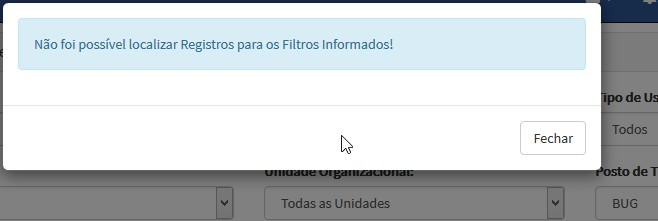 Não foi possível localizar Registros para os Filtros Informados!
Fechar
Tipo de Us
Todos
Unidade Organizacional:
Todas as Unidades
Posto de T
BUG